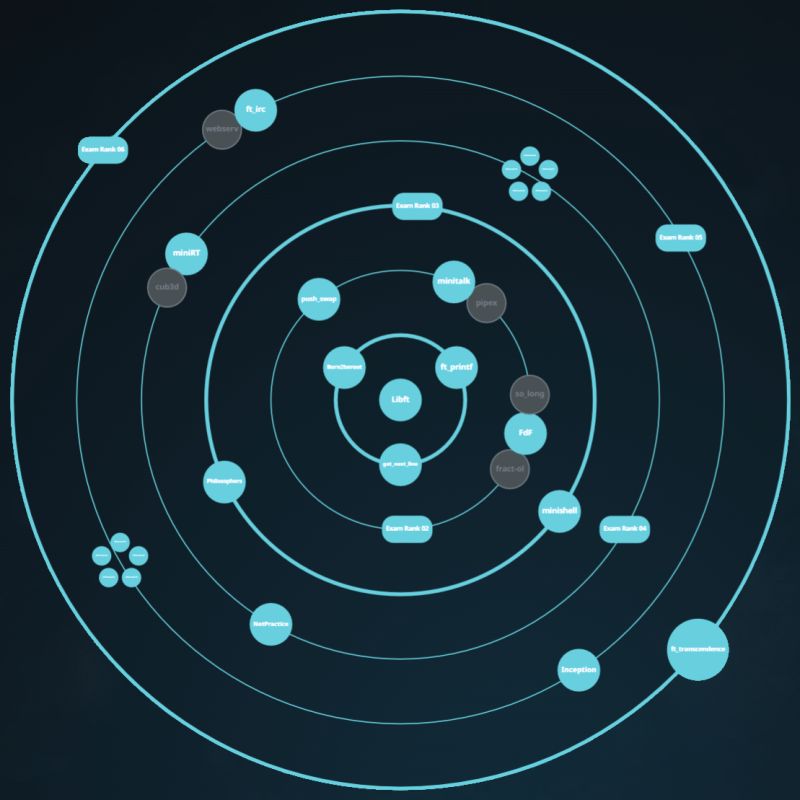 ft_irc
webserv
Exam Rank 06
Exam Rank 03
Exam Rank 05
miniRT
cub3d
push_swap
minitalk
pipex
Born2beroot
ft_printf
Libft
so_long
FdF
get_next_line
fract-ol
Philosophers
minishell
Exam Rank 02
Exam Rank 04
NetPractice
ft_transcendence
Inception